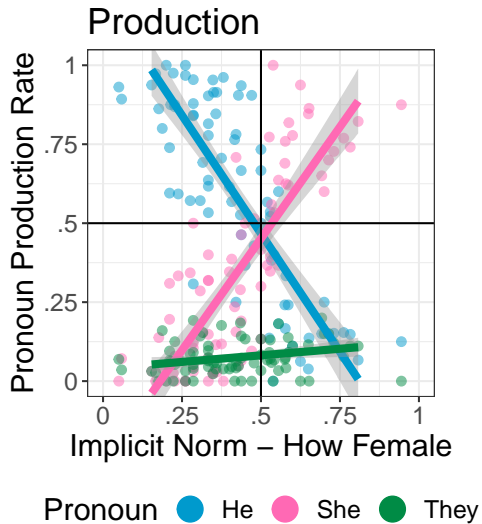 Production
Pronoun Production Rate
1
.75
.5
.25
0
0 .25 .5 .75 1
Implicit Norm − How Female
Pronoun He She They